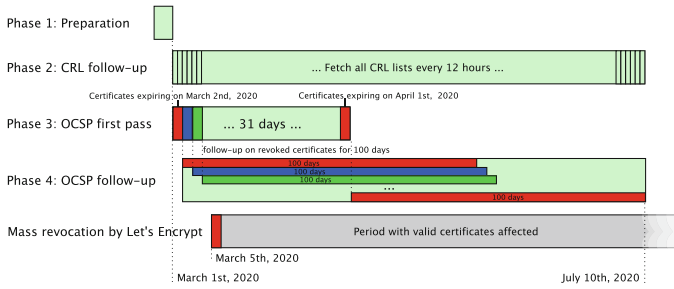 Phase 1: Preparation
Phase 2: CRL follow-up
... Fetch all CRL lists every 12 hours ...
Certificates expiring on March 2nd, 2020
Certificates expiring on April 1st, 2020
Phase 3: OCSP first pass
... 31 days ...
follow-up on revoked certificates for 100 days
100 days
100 days
Phase 4: OCSP follow-up
100 days
...
100 days
Mass revocation by Let's Encrypt
Period with valid certificates affected
March 5th, 2020
March 1st, 2020
July 10th, 2020